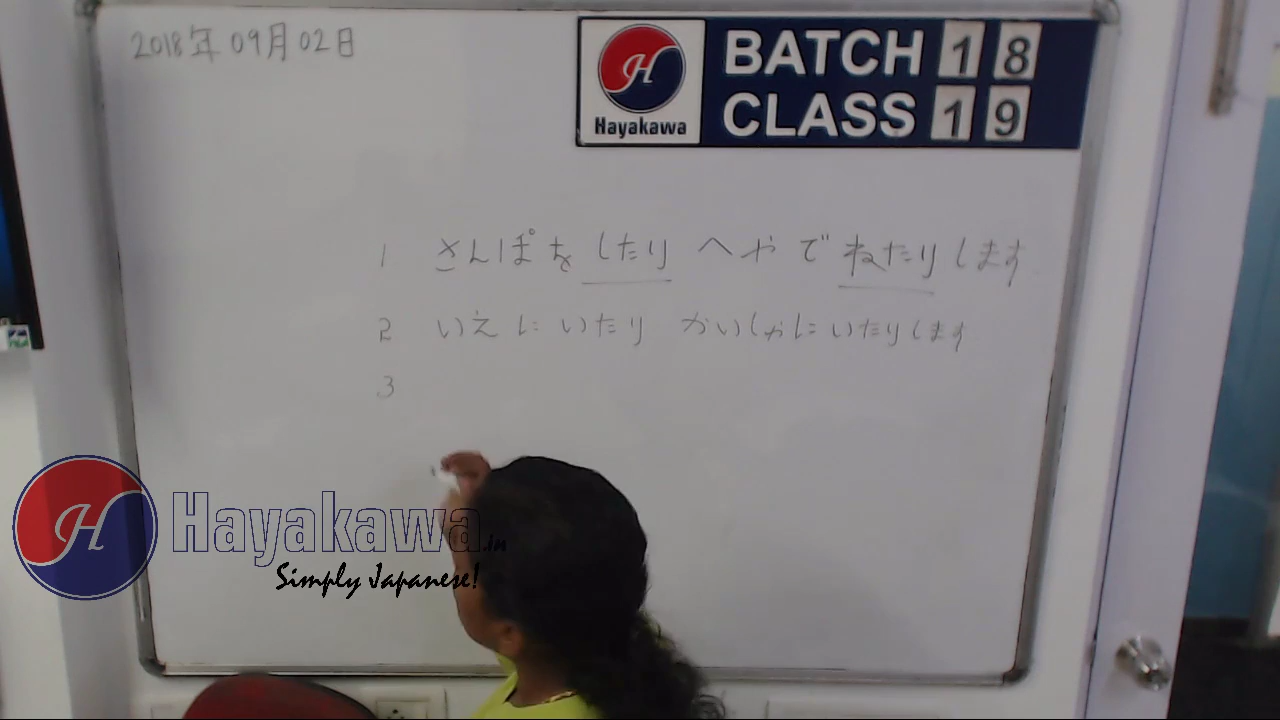 2018年09月02日
BATCH 18
CLASS 19
H
Hayakawa
1 さんぽをしたり へやで ねたりします
2 いえに いたり かいしゃに いたりします
3
H
Hayakawa.in
Simply Japanese!